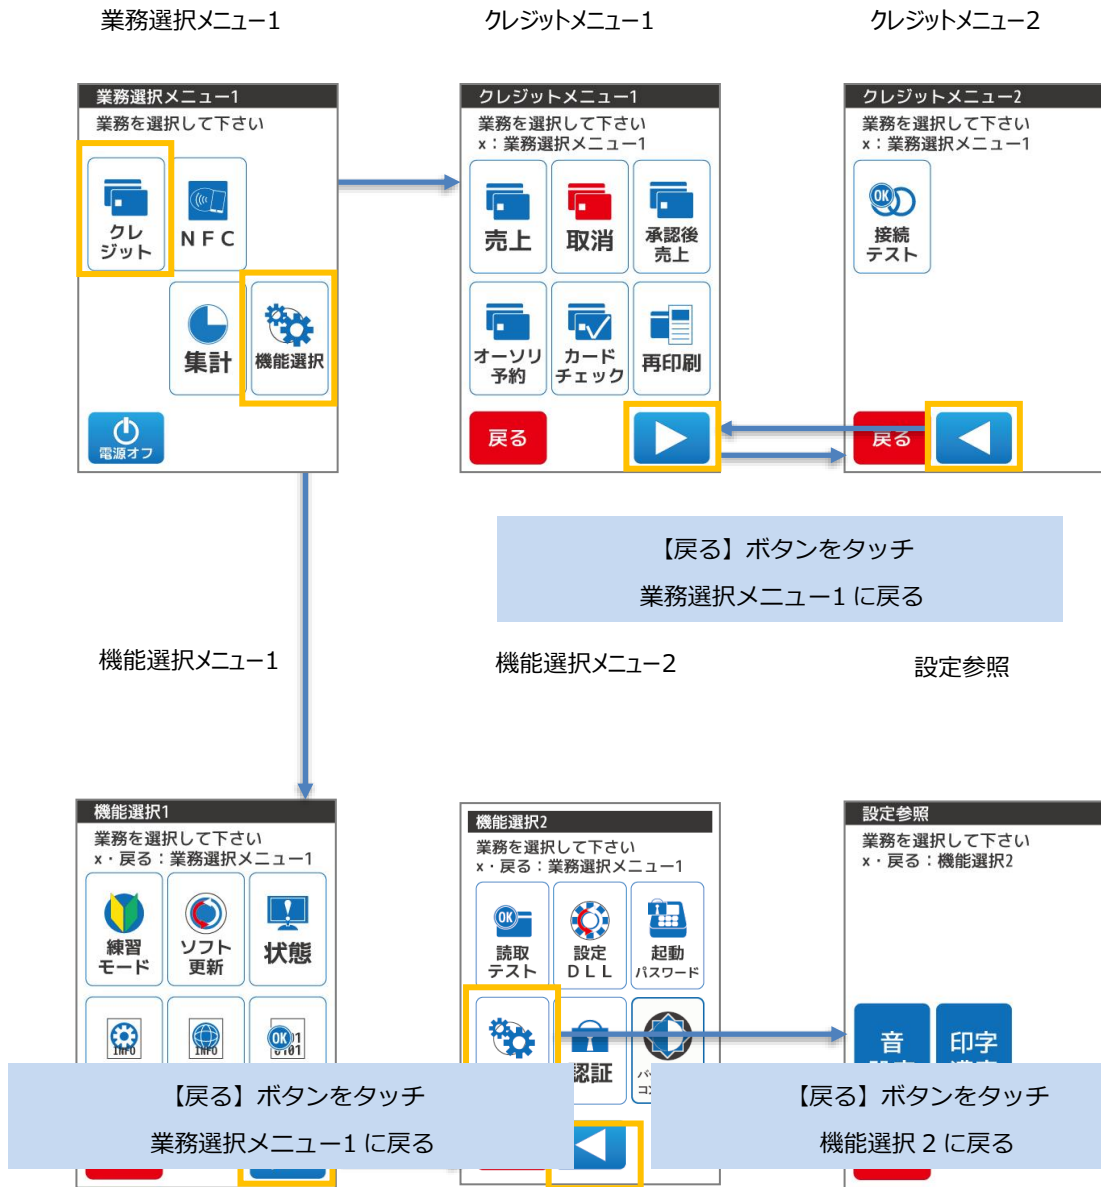 業務選択メニュー1
クレジットメニュー1
クレジットメニュー2
業務選択メニュー1
業務を選択して下さい
クレ
ジット
NFC
集計
機能選択
電源オフ
クレジットメニュー1
業務を選択して下さい
x：業務選択メニュー1
売上
取消
承認後
売上
オーソリ
予約
カード
チェック
再印刷
戻る
クレジットメニュー2
業務を選択して下さい
x：業務選択メニュー1
OK
接続
テスト
戻る
【戻る】ボタンをタッチ
業務選択メニュー1 に戻る
機能選択メニュー1
機能選択メニュー2
設定参照
機能選択1
業務を選択して下さい
x・戻る：業務選択メニュー1
練習
モード
ソフト
更新
状態
INFO
INFO
OK
【戻る】ボタンをタッチ
業務選択メニュー1 に戻る
機能選択2
業務を選択して下さい
x・戻る：業務選択メニュー1
OK
読取
テスト
設定
DLL
起動
パスワード
認証
設定参照
業務を選択して下さい
x・戻る：機能選択2
音
印字
【戻る】ボタンをタッチ
機能選択 2 に戻る